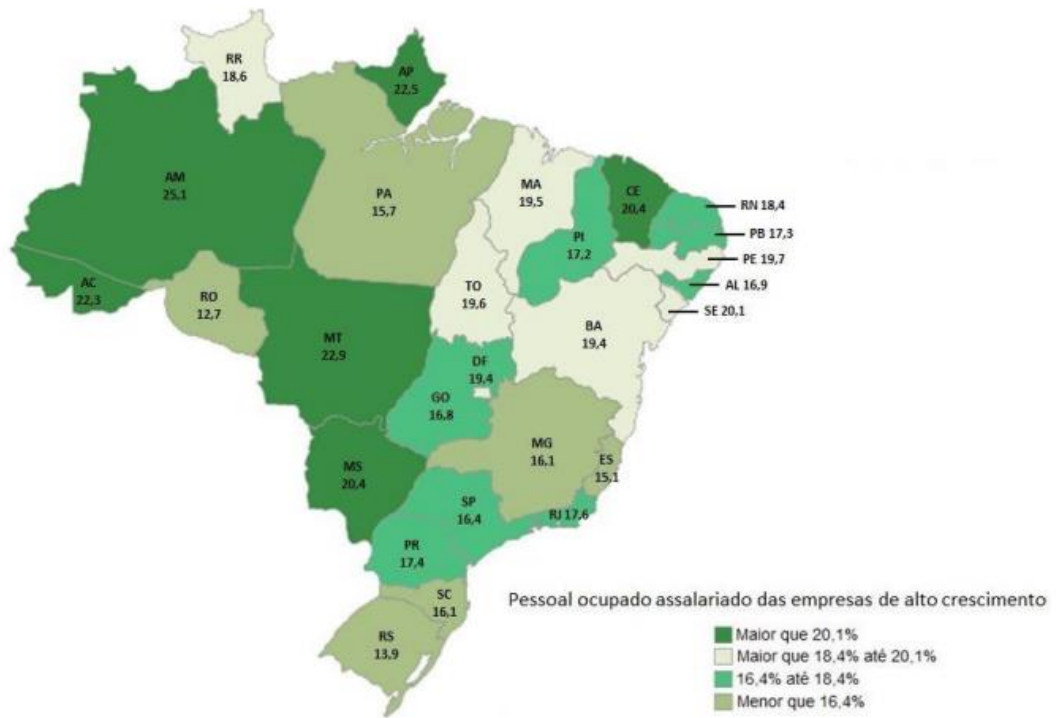 RR
18,6
AP
22,5
AM
25,1
PA
15,7
MA
19,5
CE
20,4
RN 18,4
PB 17,3
PI
17,2
PE 19,7
AL 16,9
SE 20,1
AC
22,3
RO
12,7
TO
19,6
BA
19,4
MT
22,9
DF
19,4
GO
16,8
MG
16,1
ES
15,1
MS
20,4
SP
16,4
RJ 17,6
PR
17,4
SC
16,1
RS
13,9
Pessoal ocupado assalariado das empresas de alto crescimento
Maior que 20,1%
Maior que 18,4% até 20,1%
16,4% até 18,4%
Menor que 16,4%